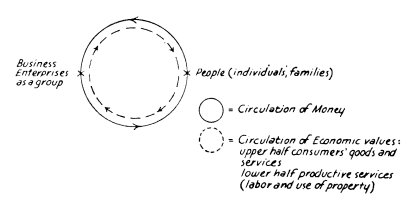 Business
Enterprises
as a group
People (individuals, families)
= Circulation of Money
= Circulation of Economic values =
upper half consumers' goods and
services
lower half productive services
(labor and use of property)